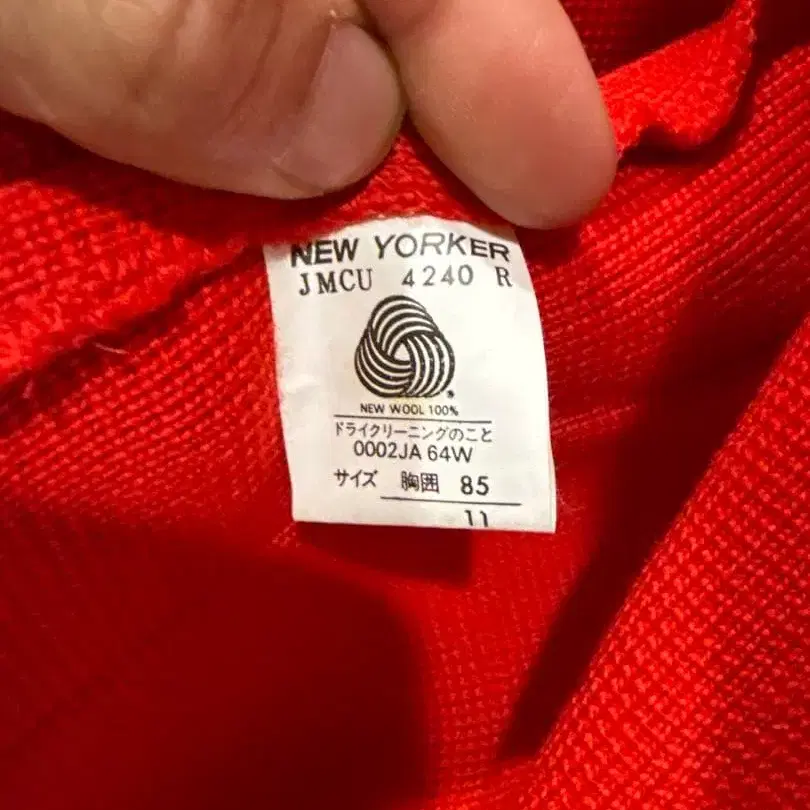 NEW YORKER
JMCU 4240 R
NEW WOOL 100%
ドライクリーニングのこと
0002JA 64W
サイズ 胸囲 85
11